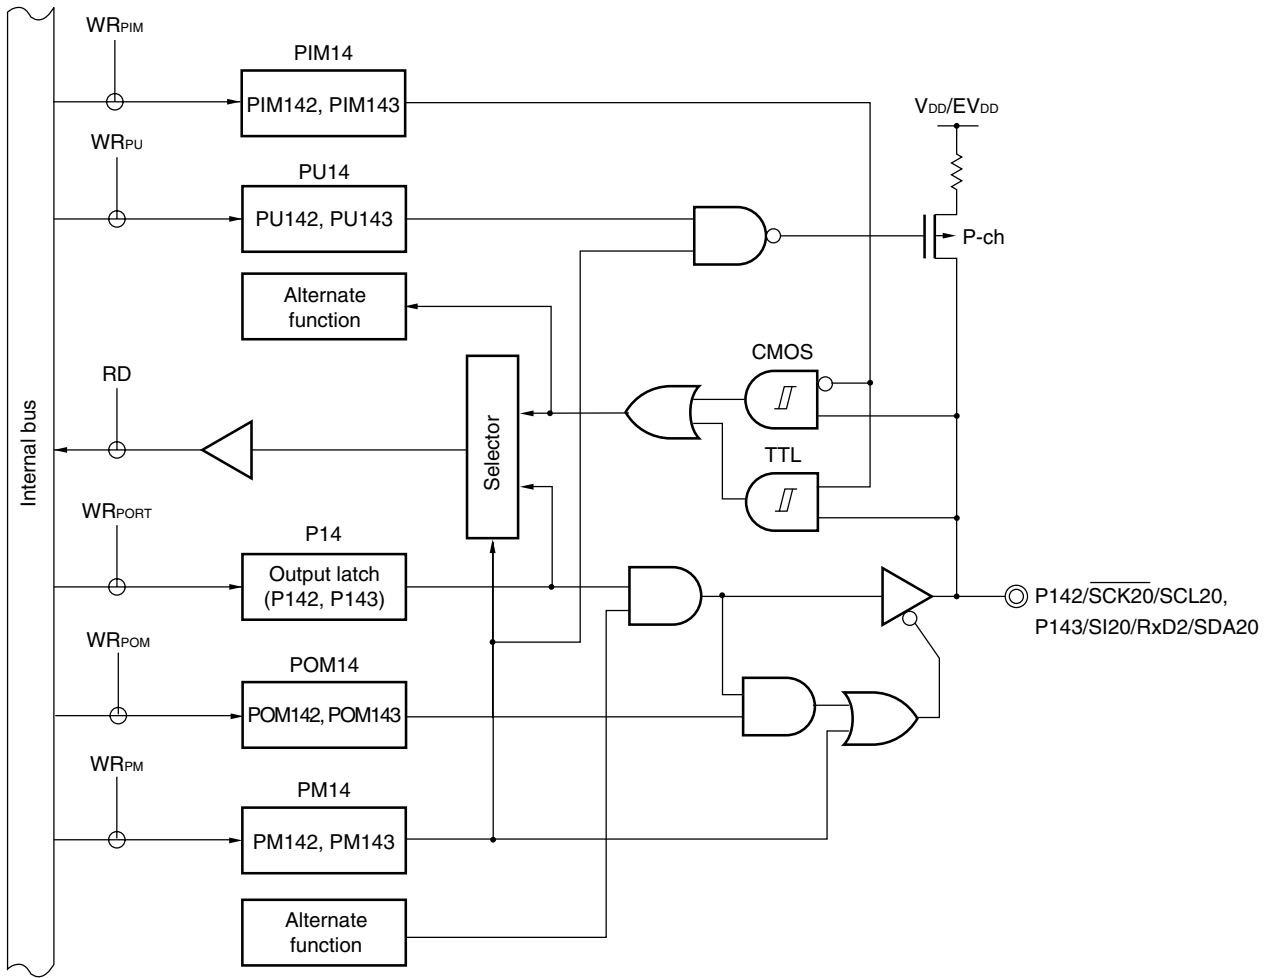 WRPIM
PIM14
PIM142, PIM143
VDD/EVDD
WRPU
PU14
PU142, PU143
P-ch
Alternate
function
CMOS
RD
Internal bus
Selector
TTL
WRPORT
P14
Output latch
(P142, P143)
P142/SCK20/SCL20,
P143/SI20/RxD2/SDA20
WRPOM
POM14
POM142, POM143
WRPM
PM14
PM142, PM143
Alternate
function